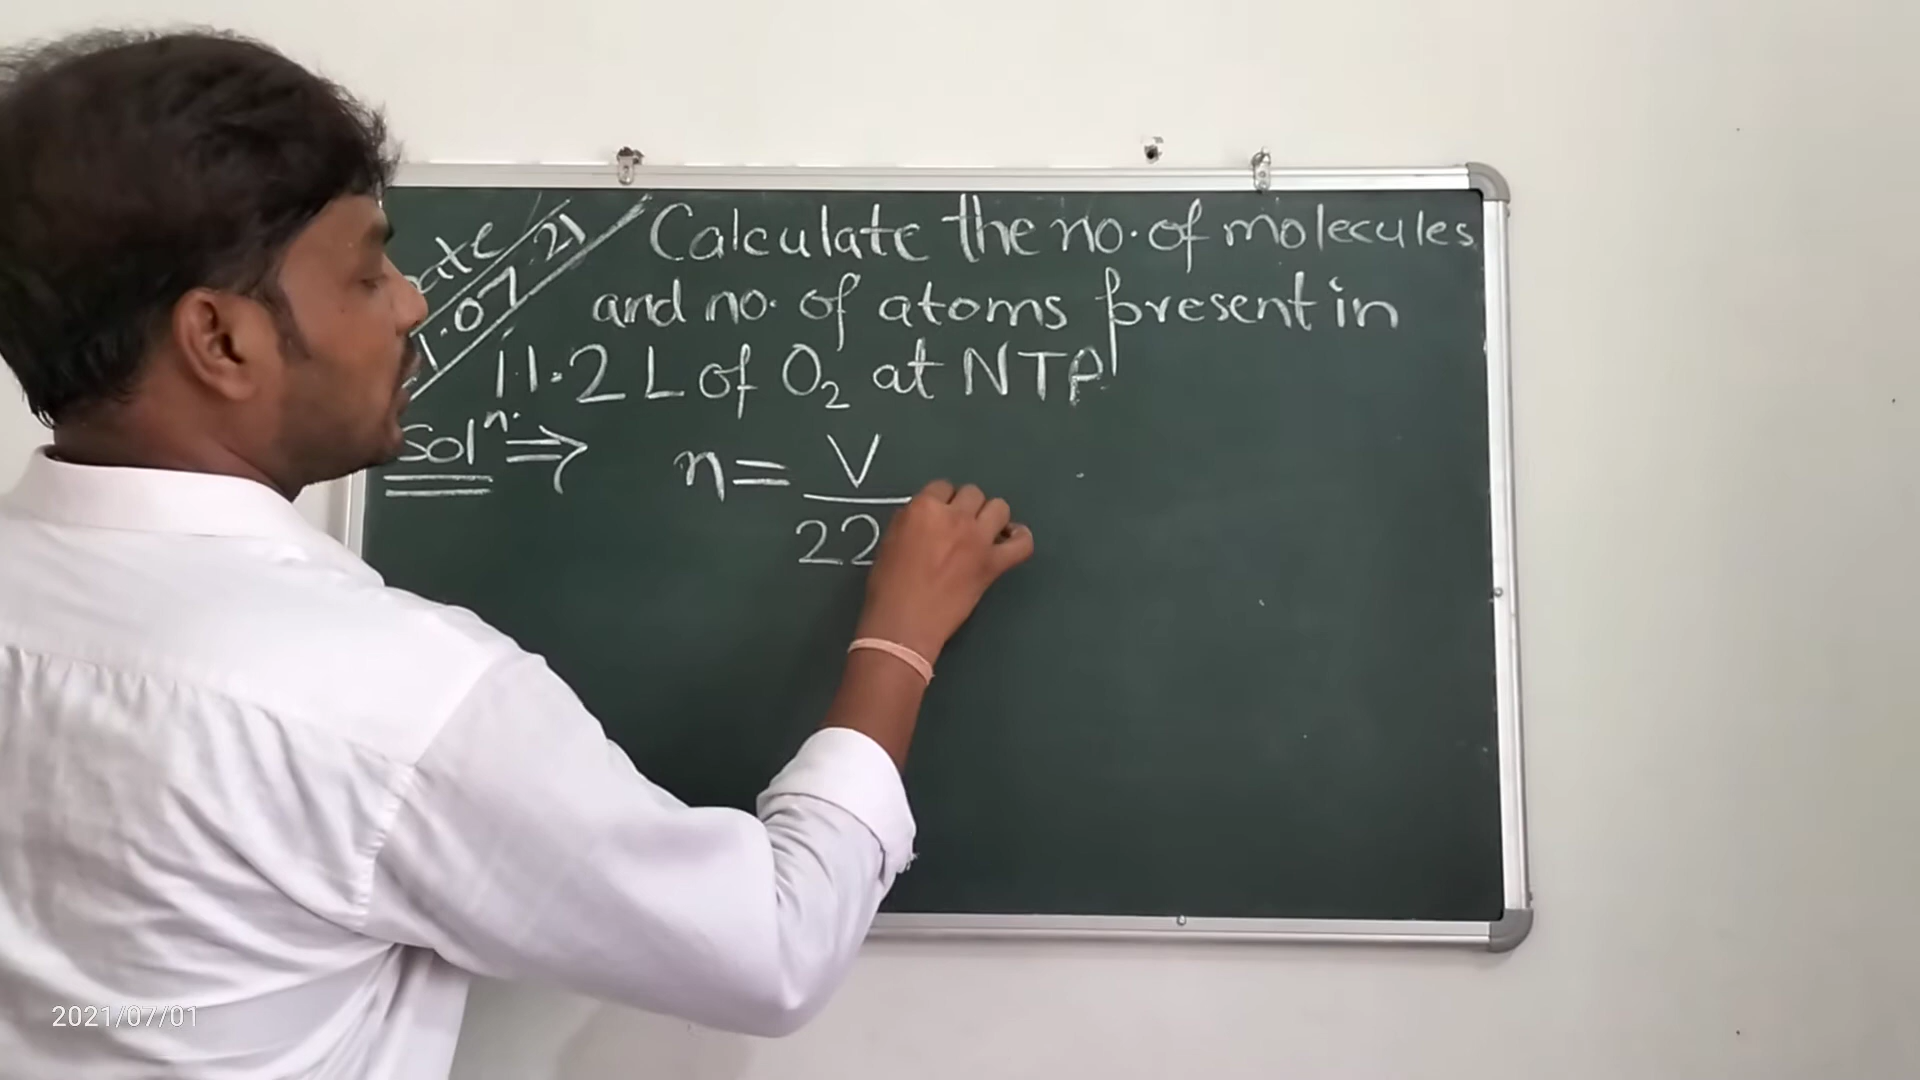 Calculate the no. of molecules
and no. of atoms present in
11.2 L of O₂ at NTP
Solⁿ. ⇒ n = V
22
2021/07/01